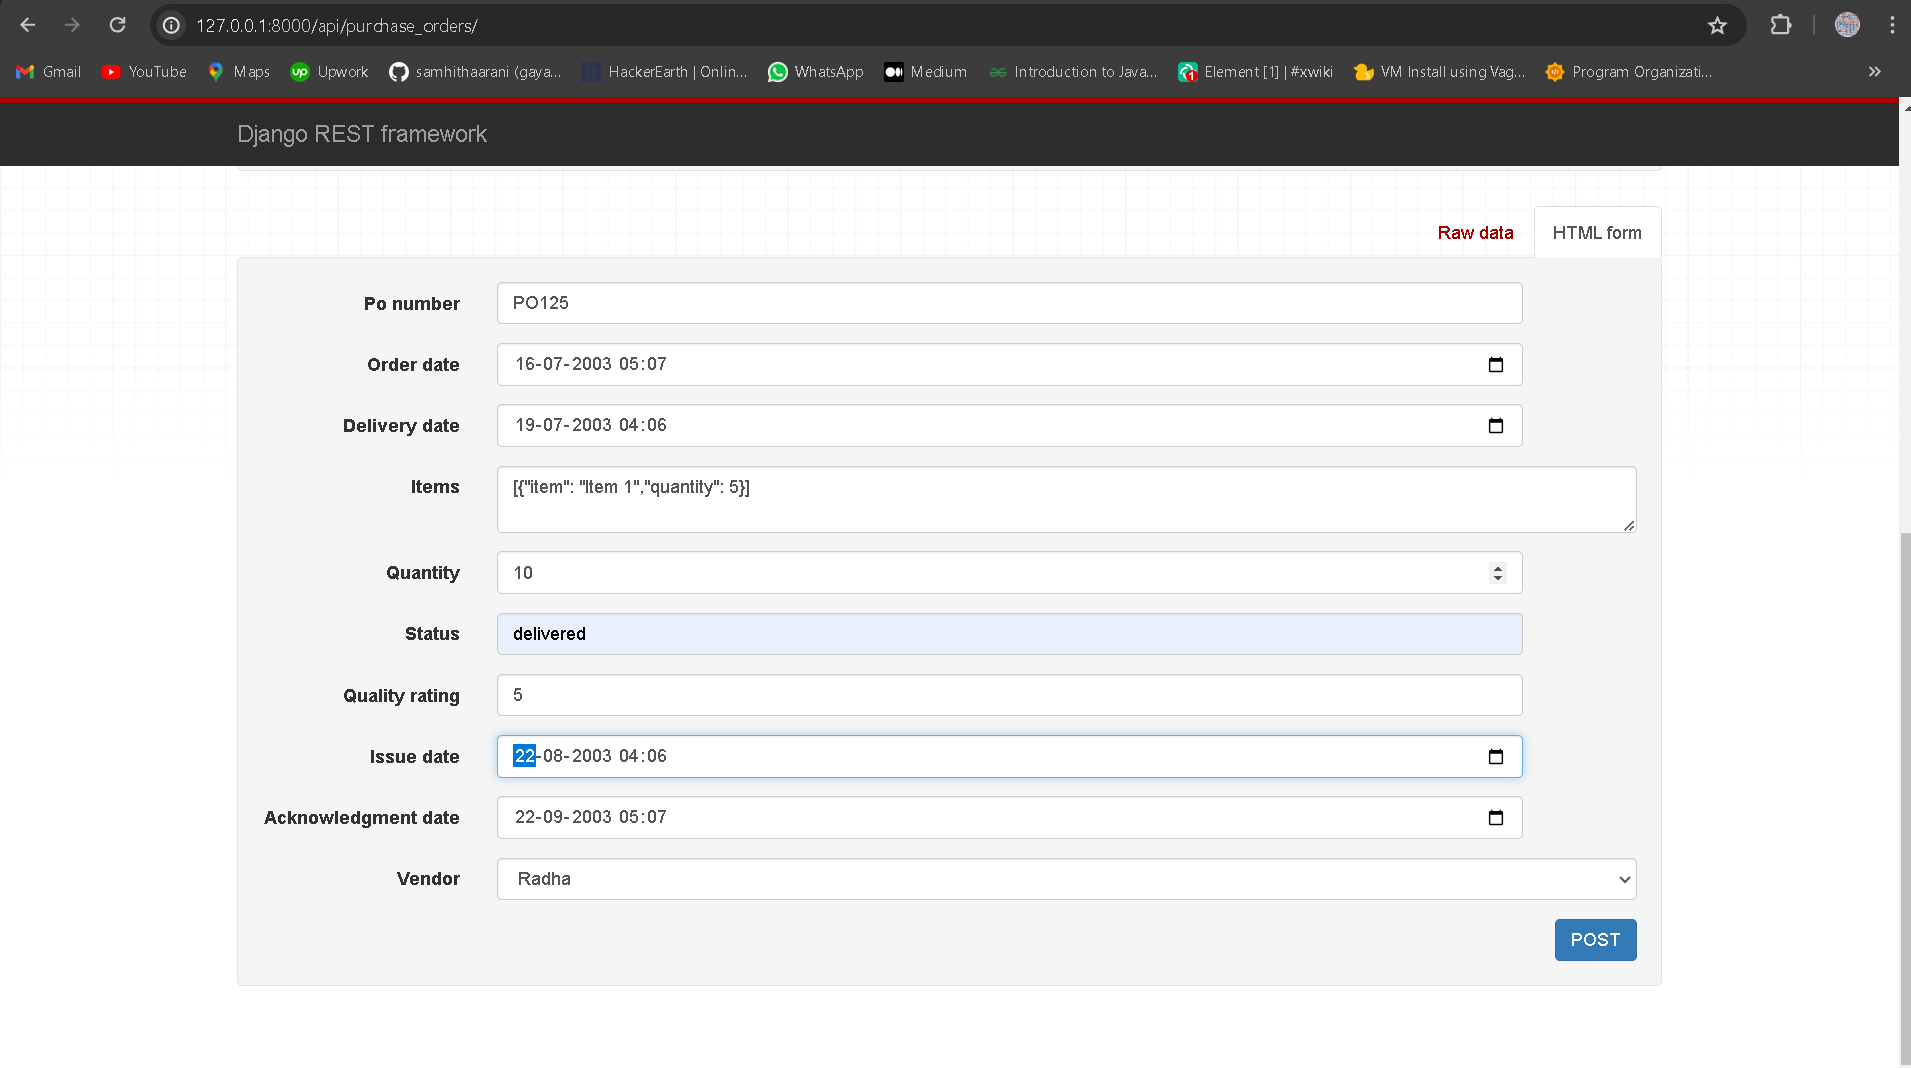 127.0.0.1:8000/api/purchase_orders/
Gmail YouTube Maps Upwork samhithaarani (gaya... HackerEarth | Onlin... WhatsApp Medium Introduction to Java... Element [1] | #xwiki VM Install using Vag... Program Organizati... »
Django REST framework
Raw data HTML form
Po number PO125
Order date 16-07-2003 05:07
Delivery date 19-07-2003 04:06
Items [{"item": "Item 1","quantity": 5}]
Quantity 10
Status delivered
Quality rating 5
Issue date 22-08-2003 04:06
Acknowledgment date 22-09-2003 05:07
Vendor Radha
POST